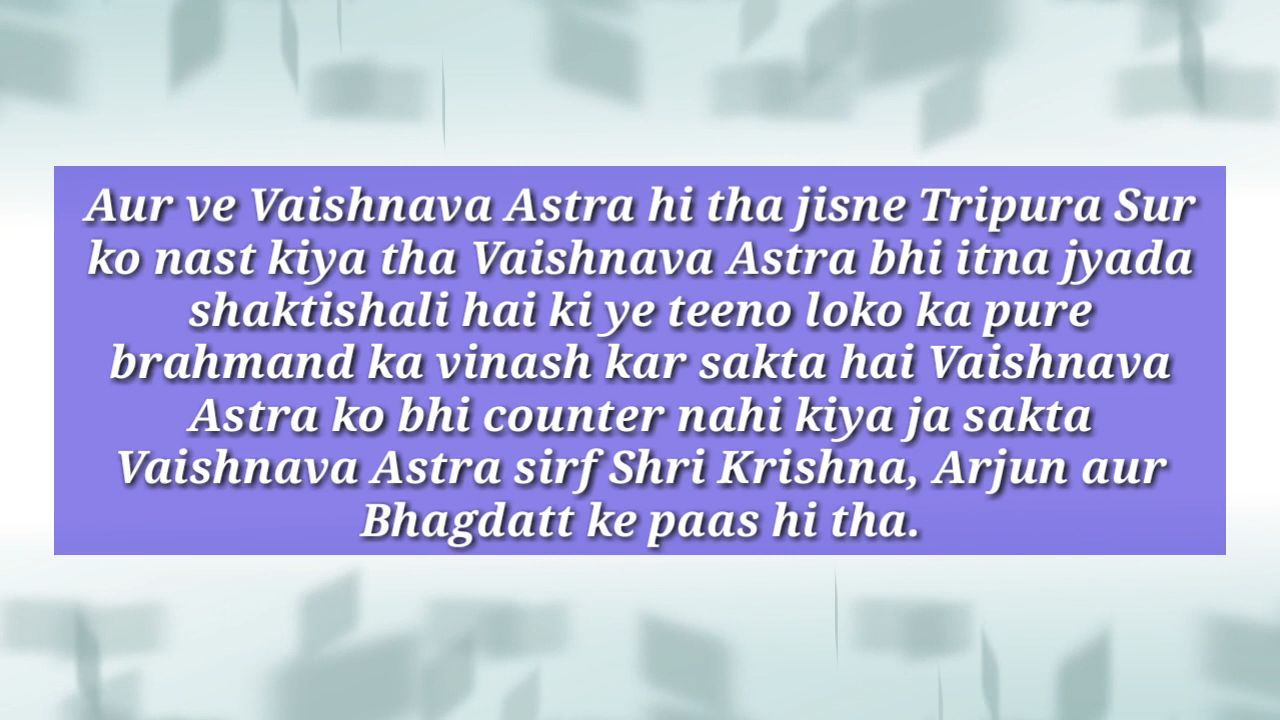 Aur ve Vaishnava Astra hi tha jisne Tripura Sur
ko nast kiya tha Vaishnava Astra bhi itna jyada
shaktishali hai ki ye teeno loko ka pure
brahmand ka vinash kar sakta hai Vaishnava
Astra ko bhi counter nahi kiya ja sakta
Vaishnava Astra sirf Shri Krishna, Arjun aur
Bhagdatt ke paas hi tha.